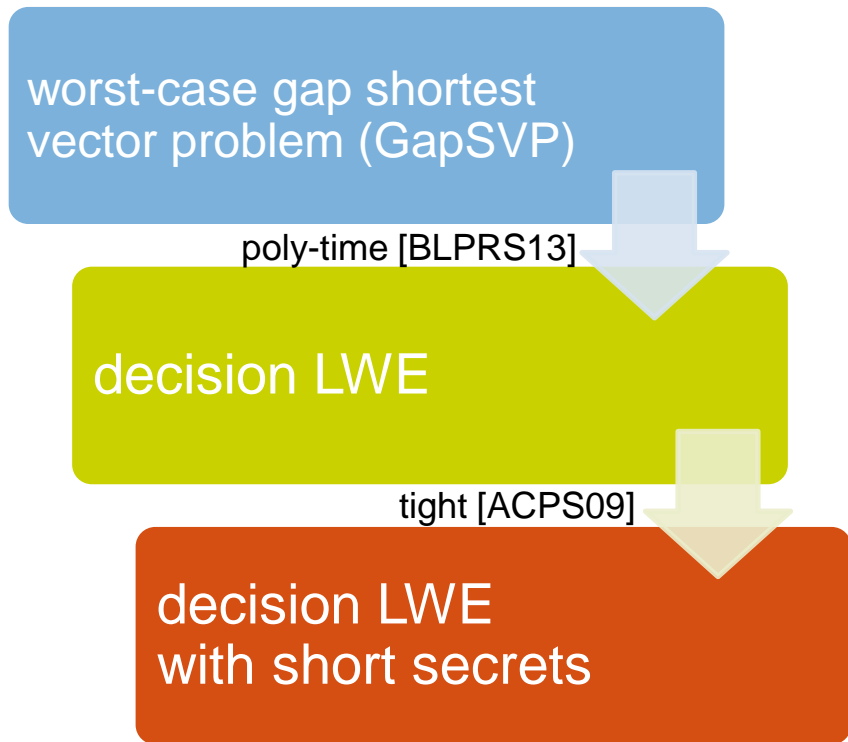 worst-case gap shortest
vector problem (GapSVP)
poly-time [BLPRS13]
decision LWE
tight [ACPS09]
decision LWE
with short secrets